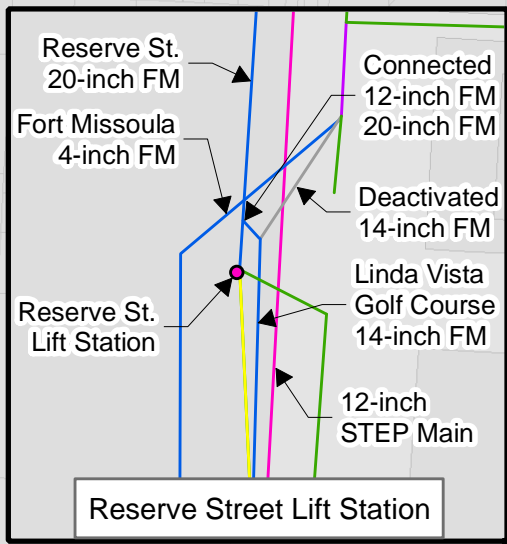 Reserve St.
20-inch FM
Fort Missoula
4-inch FM
Connected
12-inch FM
20-inch FM
Deactivated
14-inch FM
Reserve St.
Lift Station
Linda Vista
Golf Course
14-inch FM
12-inch
STEP Main
Reserve Street Lift Station